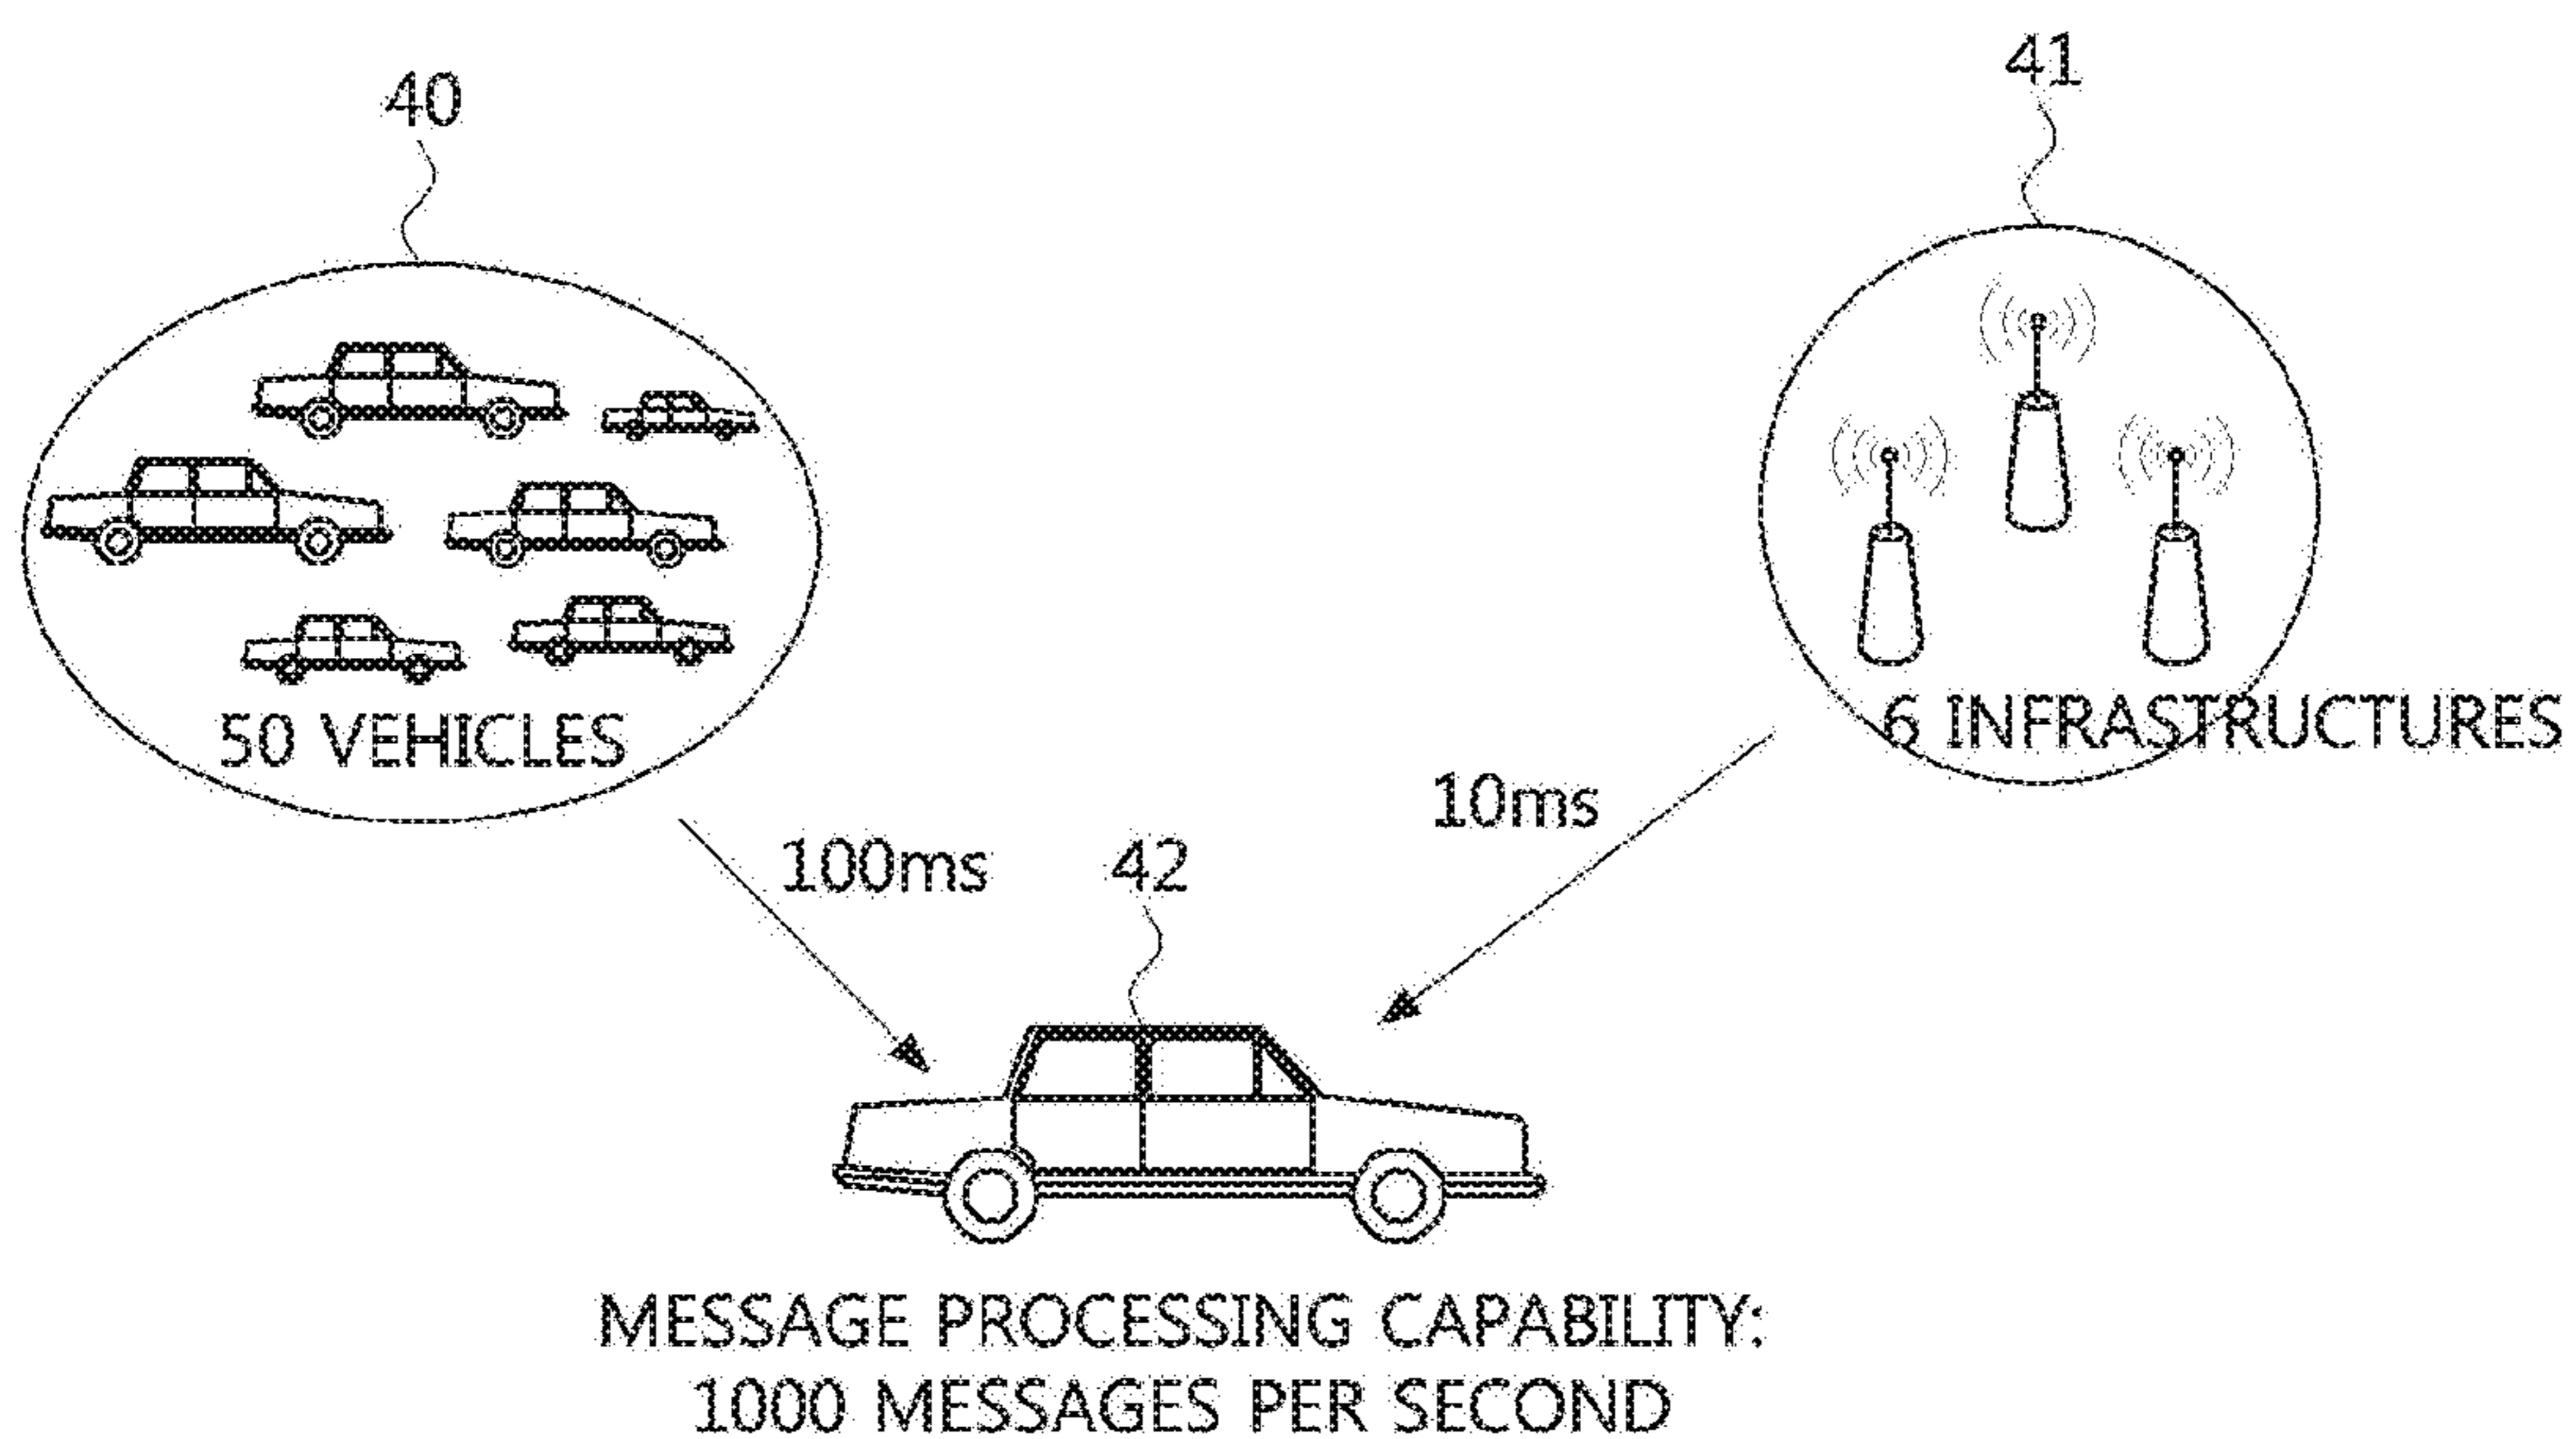 40
41
50 VEHICLES
6 INFRASTRUCTURES
100ms
10ms
42
MESSAGE PROCESSING CAPABILITY:
1000 MESSAGES PER SECOND